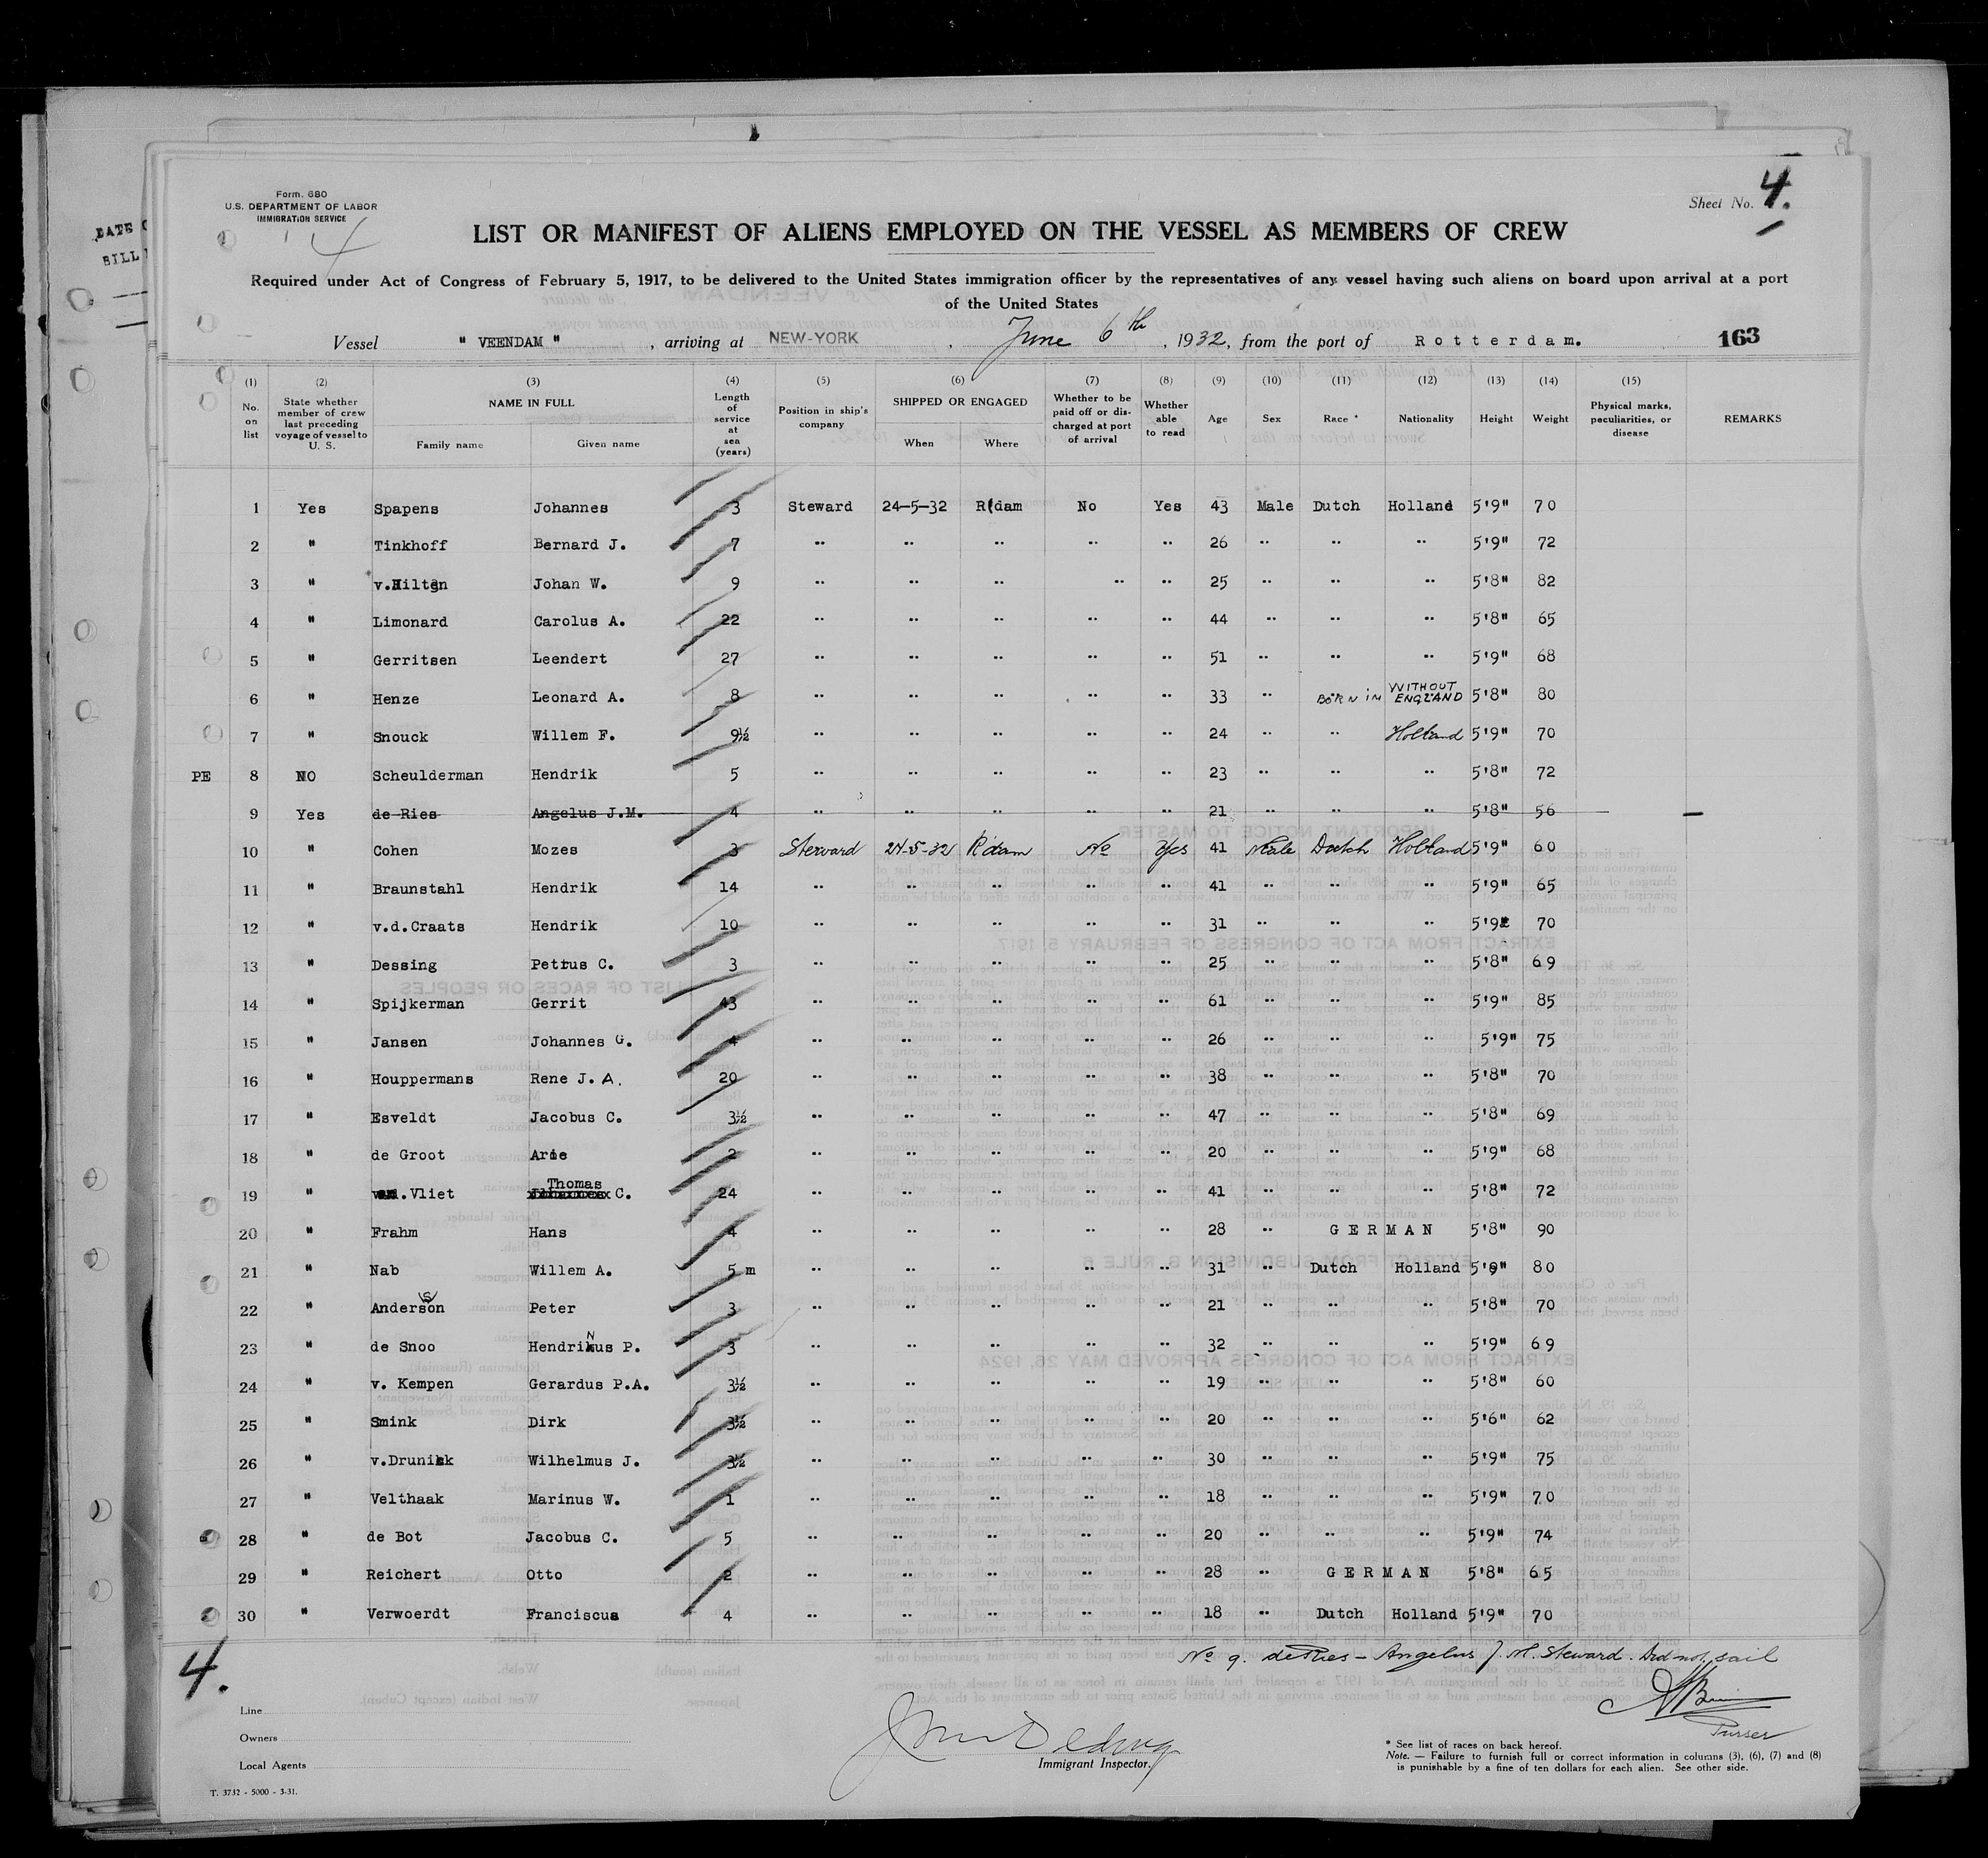 Form. 680
U.S. DEPARTMENT OF LABOR
IMMIGRATION SERVICE
4
Sheet No. 4.
LIST OR MANIFEST OF ALIENS EMPLOYED ON THE VESSEL AS MEMBERS OF CREW
Required under Act of Congress of February 5, 1917, to be delivered to the United States immigration officer by the representatives of any vessel having such aliens on board upon arrival at a port
of the United States
Vessel " VEENDAM " , arriving at NEW-YORK , June 6th , 1932, from the port of Rotterdam. 163
(1) No. on list (2) State whether member of crew last preceding voyage of vessel to U. S. (3) NAME IN FULL Family name Given name (4) Length of service at sea (years) (5) Position in ship's company (6) SHIPPED OR ENGAGED When Where (7) Whether to be paid off or discharged at port of arrival (8) Whether able to read (9) Age (10) Sex (11) Race * (12) Nationality (13) Height (14) Weight (15) Physical marks, peculiarities, or disease REMARKS
1 Yes Spapens Johannes 3 Steward 24-5-32 R'dam No Yes 43 Male Dutch Holland 5'9" 70
2 " Tinkhoff Bernard J. 7 " " " " " 26 " " " 5'9" 72
3 " v.Hilten Johan W. 9 " " " " " 25 " " " 5'8" 82
4 " Limonard Carolus A. 22 " " " " " 44 " " " 5'8" 65
5 " Gerritsen Leendert 27 " " " " " 51 " " " 5'9" 68
6 " Henze Leonard A. 8 " " " " " 33 " BORN IN WITHOUT ENGLAND 5'8" 80
7 " Snouck Willem F. 9½ " " " " " 24 " " Holland 5'9" 70
PE 8 NO Scheulderman Hendrik 5 " " " " " 23 " " " 5'8" 72
9 Yes de Ries Angelus J.M. 4 " " " " " 21 " " " 5'8" 56
10 " Cohen Mozes 3 Steward 24-5-32 R'dam No Yes 41 Male Dutch Holland 5'9" 60
11 " Braunstahl Hendrik 14 " " " " " 41 " " " 5'9" 65
12 " v.d.Craats Hendrik 10 " " " " " 31 " " " 5'9" 70
13 " Dessing Petrus C. 3 " " " " " 25 " " " 5'8" 69
14 " Spijkerman Gerrit 43 " " " " " 61 " " " 5'9" 85
15 " Jansen Johannes G. 4 " " " " " 26 " " " 5'9" 75
16 " Houppermans Rene J. A. 20 " " " " " 38 " " " 5'8" 70
17 " Esveldt Jacobus C. 3½ " " " " " 47 " " " 5'8" 69
18 " de Groot Arie 2 " " " " " 20 " " " 5'9" 68
19 " v.Vliet Thomas C. 24 " " " " " 41 " " " 5'8" 72
20 " Frahm Hans 4 " " " " " 28 " GERMAN 5'8" 90
21 " Nab Willem A. 5 m " " " " " 31 " Dutch Holland 5'9" 80
22 " Anderson Peter 3 " " " " " 21 " " " 5'8" 70
23 " de Snoo Hendrinus P. 3 " " " " " 32 " " " 5'9" 69
24 " v. Kempen Gerardus P.A. 3½ " " " " " 19 " " " 5'8" 60
25 " Smink Dirk 3½ " " " " " 20 " " " 5'6" 62
26 " v.Drunick Wilhelmus J. 3½ " " " " " 30 " " " 5'9" 75
27 " Velthaak Marinus W. 1 " " " " " 18 " " " 5'9" 70
28 " de Bot Jacobus C. 5 " " " " " 20 " " " 5'9" 74
29 " Reichert Otto 2 " " " " " 28 " GERMAN 5'8" 65
30 " Verwoerdt Franciscus 4 " " " " " 18 " Dutch Holland 5'9" 70
4.
No 9. de Ries - Angelus J. M. Steward. Did not sail
Purser
Line
Owners
Local Agents
Immigrant Inspector.
* See list of races on back hereof.
Note. — Failure to furnish full or correct information in columns (3), (6), (7) and (8)
is punishable by a fine of ten dollars for each alien. See other side.
T. 3732 - 5000 - 3-31.